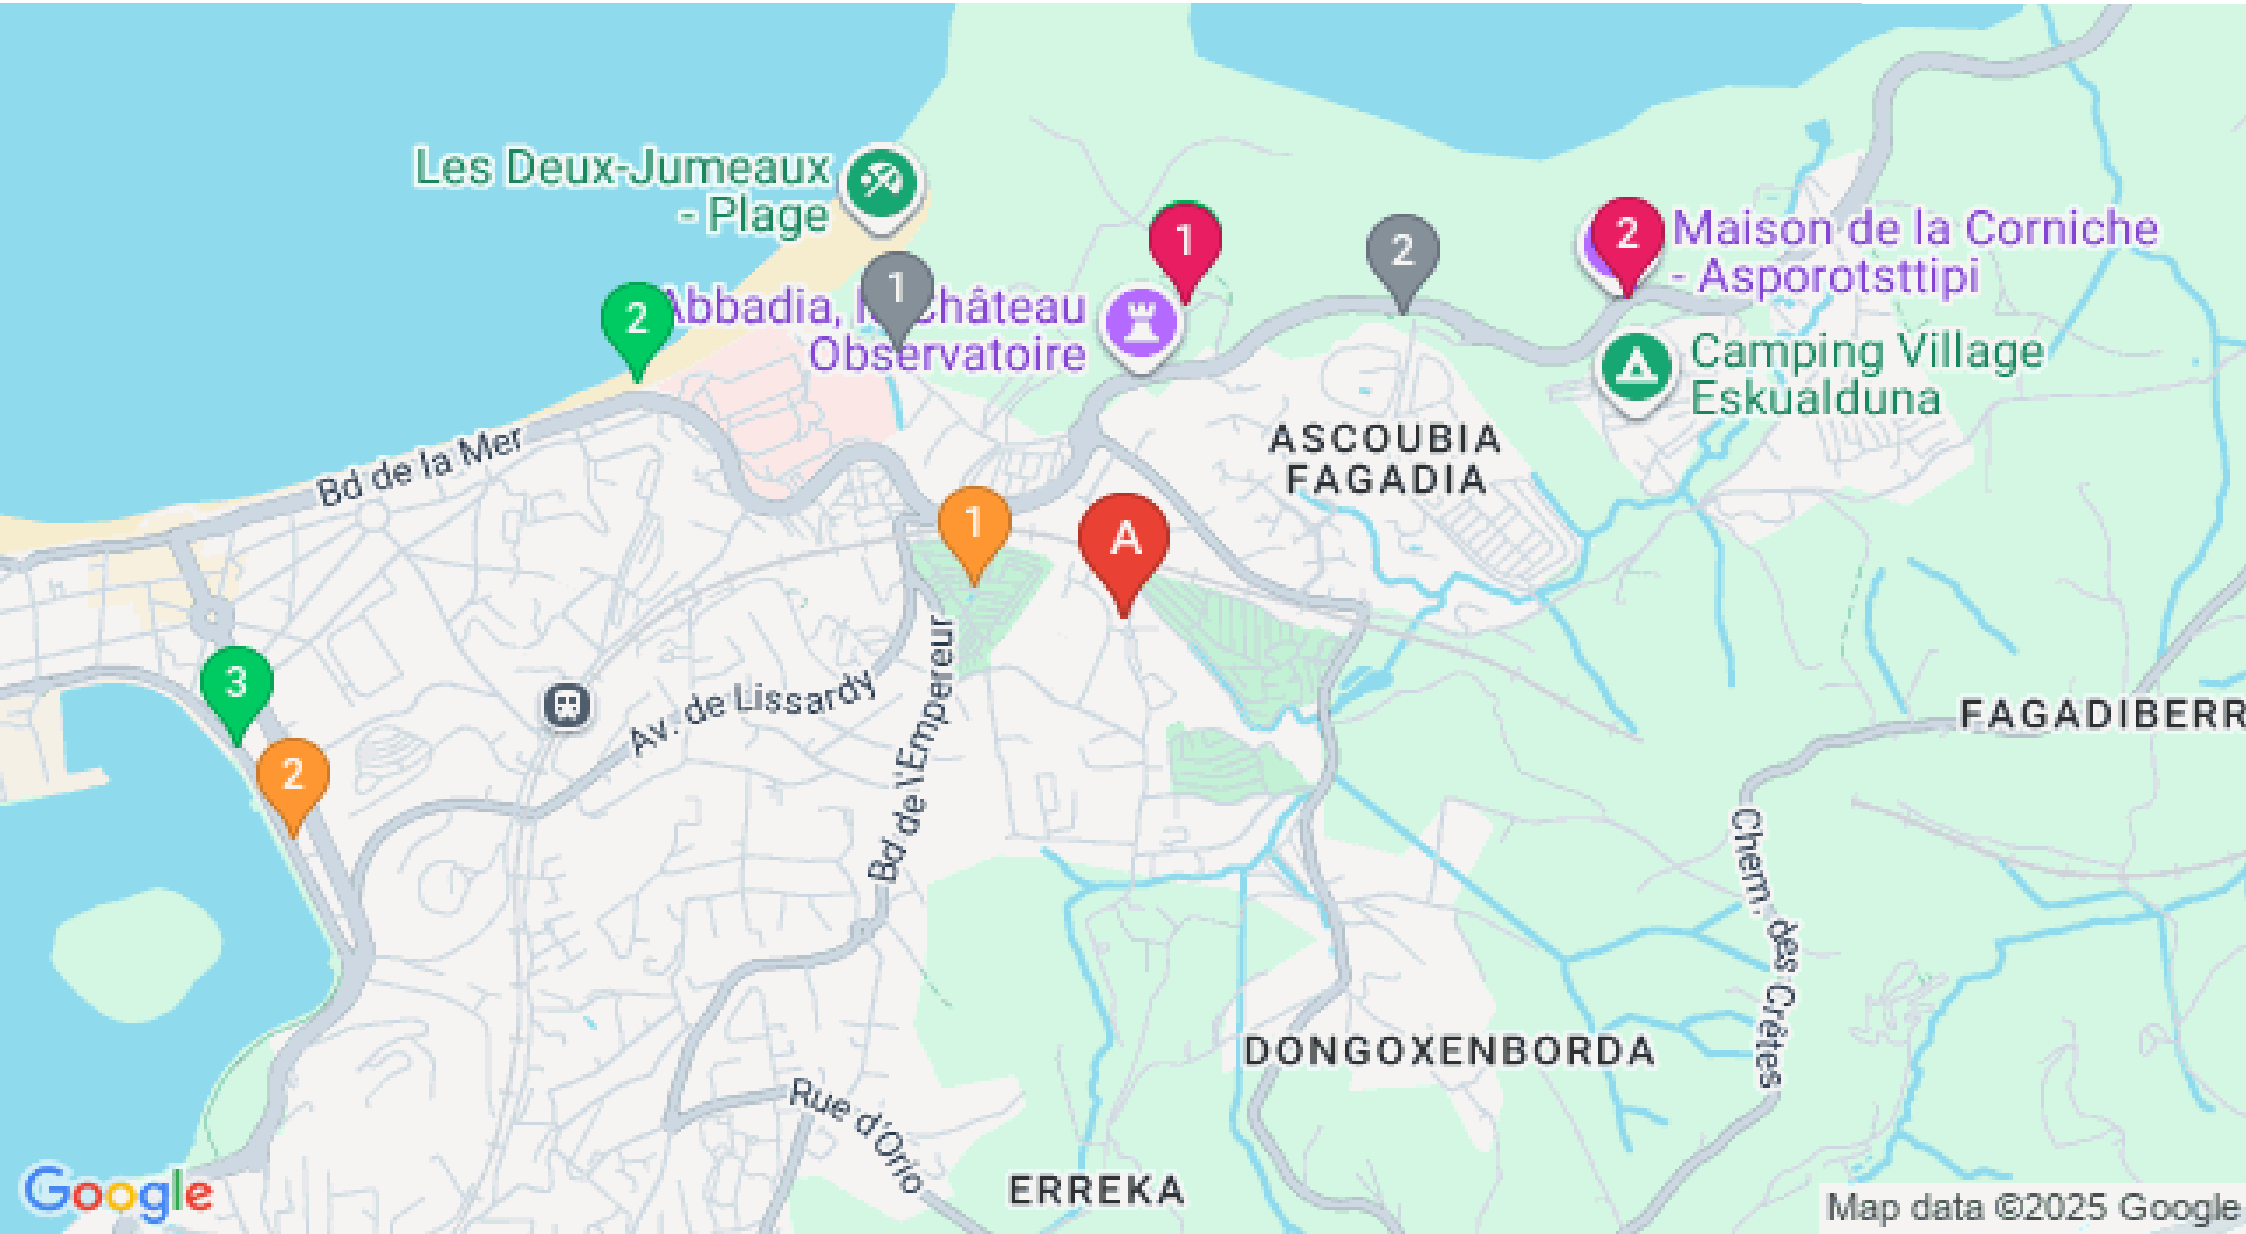 Les Deux-Jumeaux
- Plage
1
2
2
Maison de la Corniche
- Asporotsttipi
1
2
Abbadia, château
Observatoire
Camping Village
Eskualduna
Bd de la Mer
ASCOUBIA
FAGADIA
1
A
3
Av. de Lissardy
Bd de l'Empereur
2
FAGADIBERR
Chem. des Crêtes
DONGOXENBORDA
Rue d'Orio
ERREKA
Google
Map data ©2025 Google